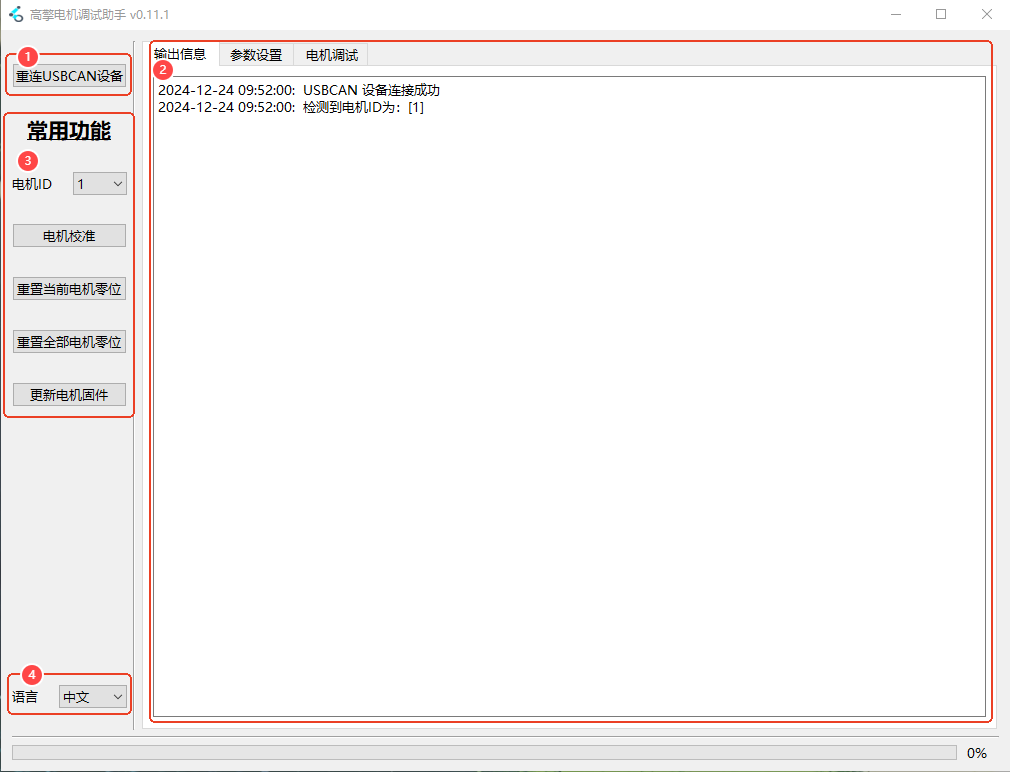 高擎电机调试助手 v0.11.1
1
重连USBCAN设备
常用功能
3
电机ID 1
电机校准
重置当前电机零位
重置全部电机零位
更新电机固件
4
语言 中文
输出信息 参数设置 电机调试
2
2024-12-24 09:52:00: USBCAN 设备连接成功
2024-12-24 09:52:00: 检测到电机ID为：[1]
0%